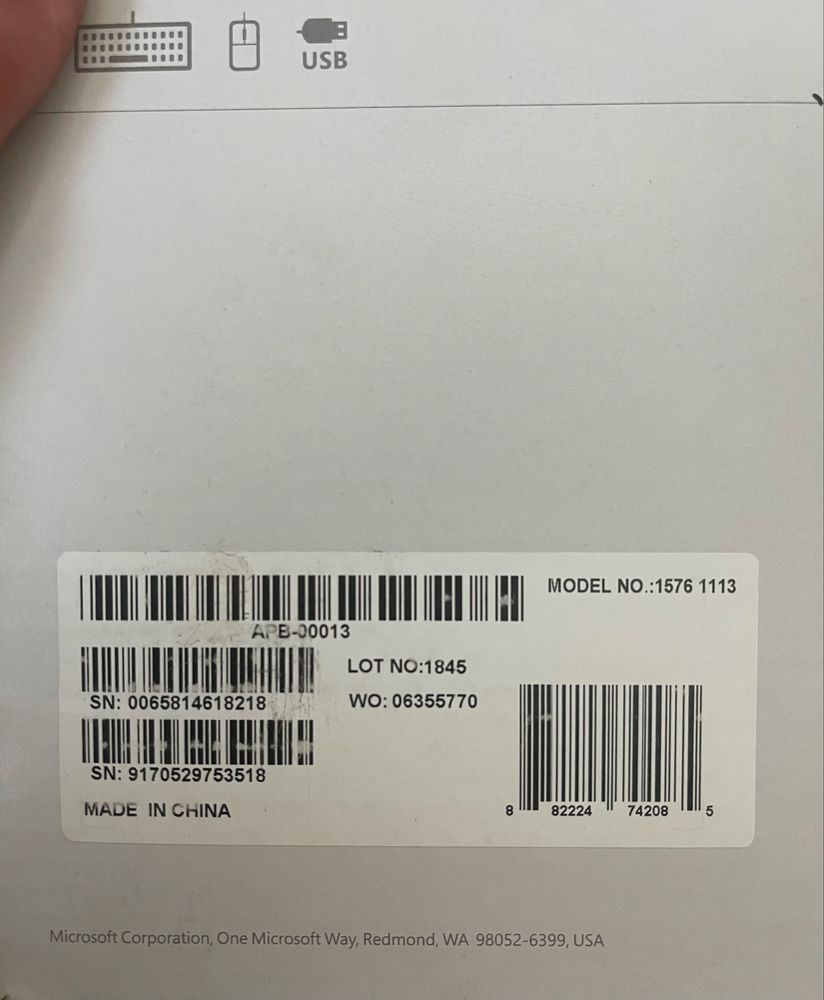 USB
MODEL NO.:1576 1113
APB-00013
LOT NO:1845
SN: 0065814618218
WO: 06355770
SN: 9170529753518
MADE IN CHINA
8 82224 74208 5
Microsoft Corporation, One Microsoft Way, Redmond, WA 98052-6399, USA